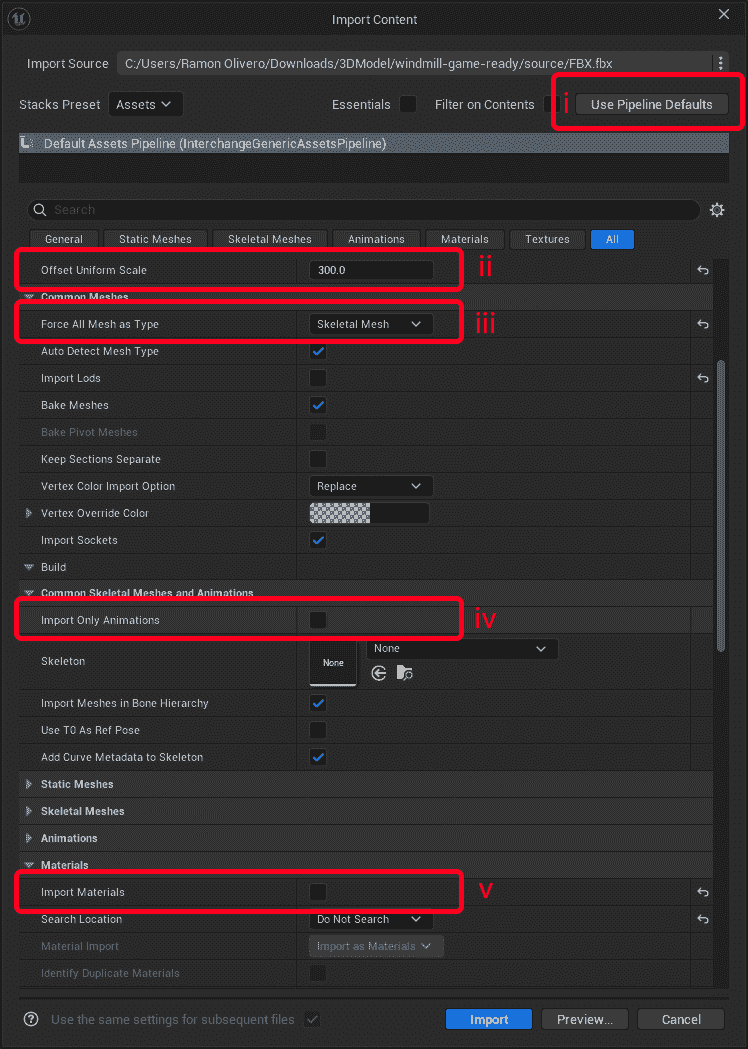 Import Content
Import Source C:/Users/Ramon Olivero/Downloads/3DModel/windmill-game-ready/source/FBX.fbx
Stacks Preset Assets Essentials Filter on Contents i Use Pipeline Defaults
Default Assets Pipeline (InterchangeGenericAssetsPipeline)
Search
General Static Meshes Skeletal Meshes Animations Materials Textures All
Offset Uniform Scale 300.0 ii
Common Meshes
Force All Mesh as Type Skeletal Mesh iii
Auto Detect Mesh Type
Import Lods
Bake Meshes
Bake Pivot Meshes
Keep Sections Separate
Vertex Color Import Option Replace
Vertex Override Color
Import Sockets
Build
Common Skeletal Meshes and Animations
Import Only Animations iv
Skeleton None None
Import Meshes in Bone Hierarchy
Use T0 As Ref Pose
Add Curve Metadata to Skeleton
Static Meshes
Skeletal Meshes
Animations
Materials
Import Materials v
Search Location Do Not Search
Material Import Import as Materials
Identify Duplicate Materials
Use the same settings for subsequent files Import Preview... Cancel